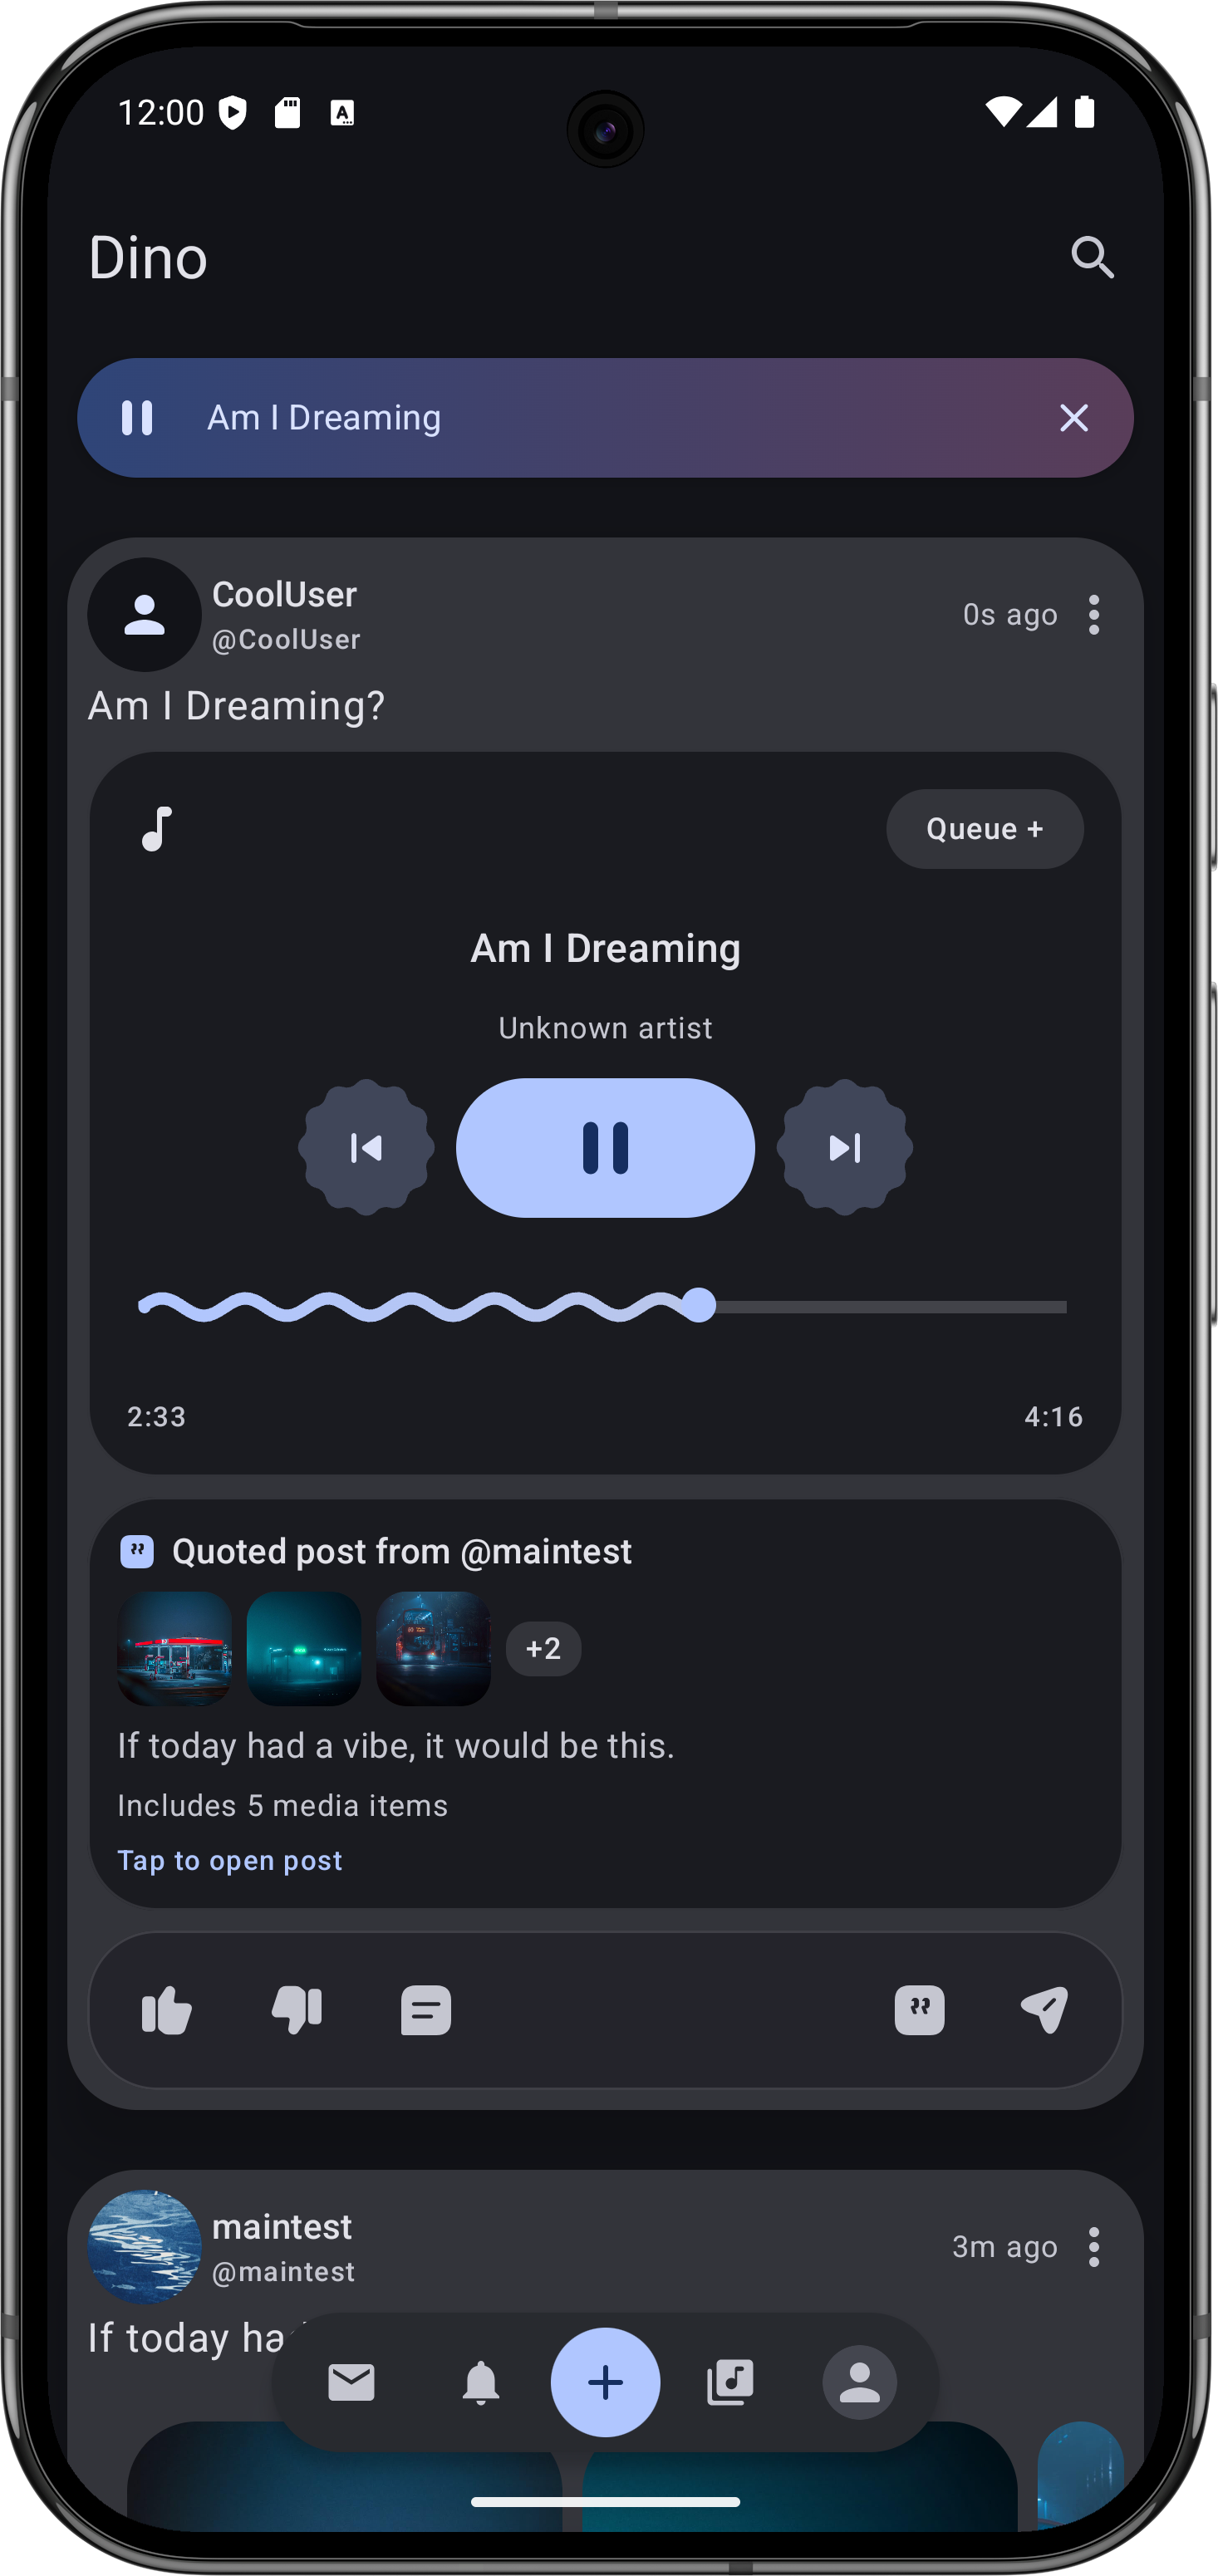 12:00
Dino
Am I Dreaming
CoolUser
@CoolUser
0s ago
Am I Dreaming?
Queue +
Am I Dreaming
Unknown artist
2:33
4:16
Quoted post from @maintest
+2
If today had a vibe, it would be this.
Includes 5 media items
Tap to open post
maintest
@maintest
3m ago
If today ha